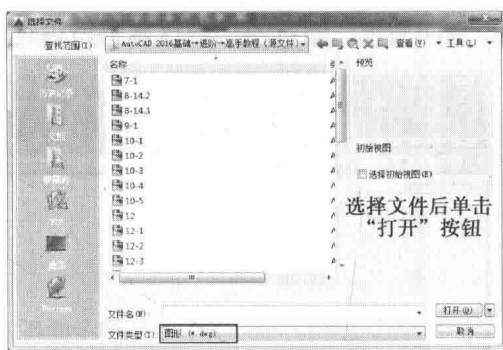 选择文件
查找范围(I):
AutoCAD 2016基础→进阶→高手教程(源文件)
查看(V)
工具(L)
名称
预览
7-1
8-14.2
8-14.3
9-1
10-1
10-2
10-3
10-4
10-5
12
12-1
12-2
12-3
初始视图
选择初始视图(E)
选择文件后单击
“打开”按钮
文件名(N):
打开(O)
文件类型(T):
图形 (*.dwg)
取消